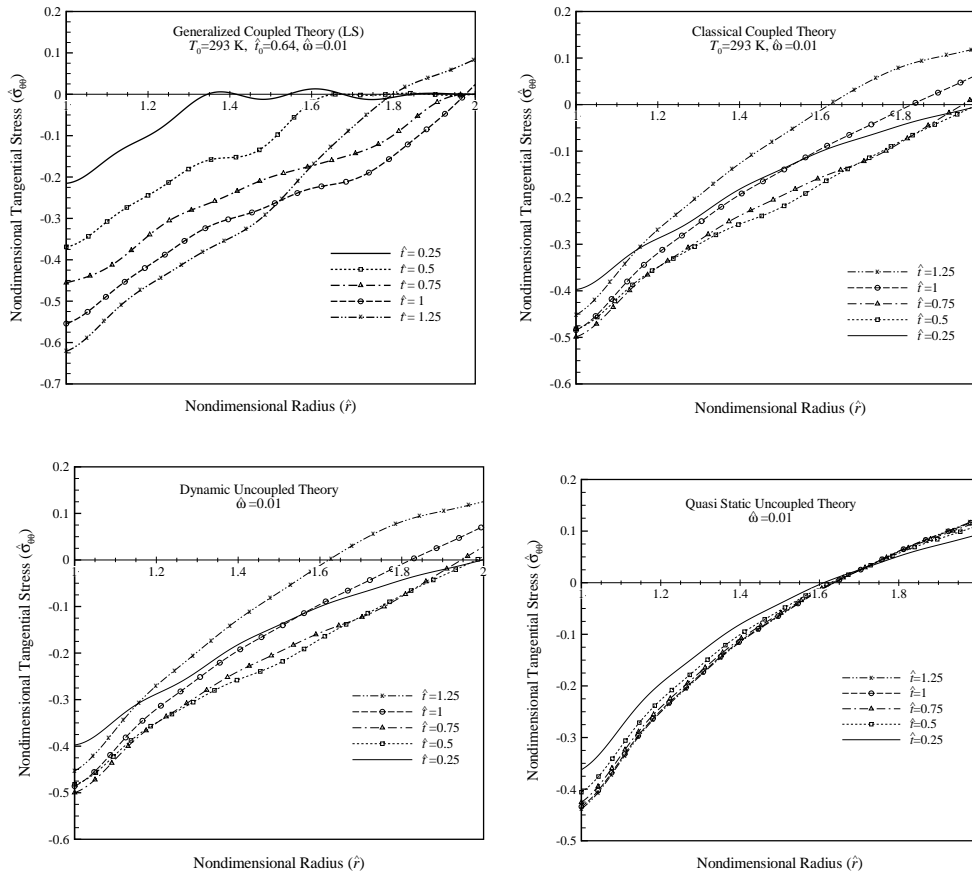 Generalized Coupled Theory (LS)
T₀=293 K, t̂₀=0.64, ω̂=0.01
Nondimensional Tangential Stress (σ̂θθ)
0.2
0.1
0
-0.1
-0.2
-0.3
-0.4
-0.5
-0.6
-0.7
1 1.2 1.4 1.6 1.8 2
t̂ = 0.25
t̂ = 0.5
t̂ = 0.75
t̂ = 1
t̂ = 1.25
Nondimensional Radius (r̂)
Classical Coupled Theory
T₀=293 K, ω̂=0.01
Nondimensional Tangential Stress (σ̂θθ)
0.2
0.1
0
-0.1
-0.2
-0.3
-0.4
-0.5
-0.6
1.2 1.4 1.6 1.8
t̂=1.25
t̂=1
t̂=0.75
t̂=0.5
t̂=0.25
Nondimensional Radius (r̂)
Dynamic Uncoupled Theory
ω̂=0.01
Nondimensional Tangential Stress (σ̂θθ)
0.2
0.1
0
-0.1
-0.2
-0.3
-0.4
-0.5
-0.6
1.2 1.4 1.6 1.8 2
t̂=1.25
t̂=1
t̂=0.75
t̂=0.5
t̂=0.25
Nondimensional Radius (r̂)
Quasi Static Uncoupled Theory
ω̂=0.01
Nondimensional Tangential Stress (σ̂θθ)
0.2
0.1
0
-0.1
-0.2
-0.3
-0.4
-0.5
1.2 1.4 1.6 1.8
t̂=1.25
t̂=1
t̂=0.75
t̂=0.5
t̂=0.25
Nondimensional Radius (r̂)